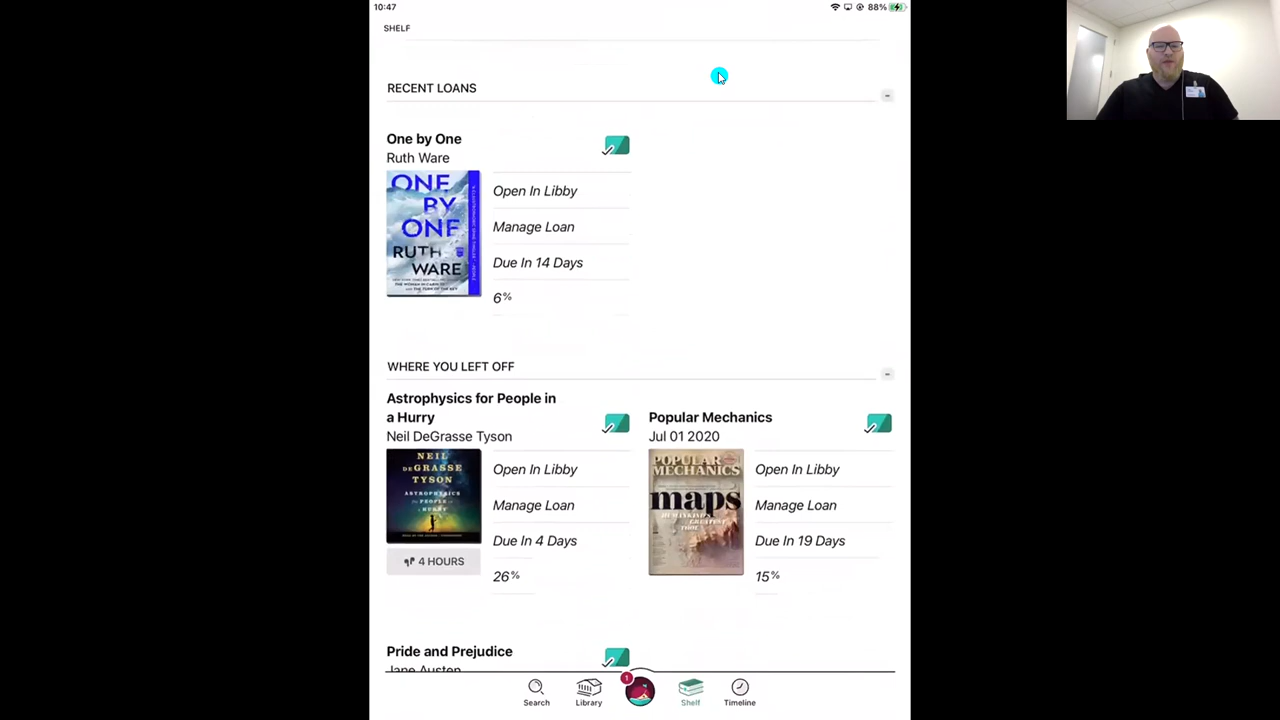 10:47
88%
SHELF
RECENT LOANS
One by One
Ruth Ware
ONE
BY
ONE
RUTH
WARE
Open In Libby
Manage Loan
Due In 14 Days
6%
WHERE YOU LEFT OFF
Astrophysics for People in
a Hurry
Neil DeGrasse Tyson
NEIL
DEGRASSE
TYSON
ASTROPHYSICS
Open In Libby
Manage Loan
Due In 4 Days
26%
4 HOURS
Popular Mechanics
Jul 01 2020
POPULAR
MECHANICS
maps
Open In Libby
Manage Loan
Due In 19 Days
15%
Pride and Prejudice
Jane Austen
1
Search
Library
Shelf
Timeline